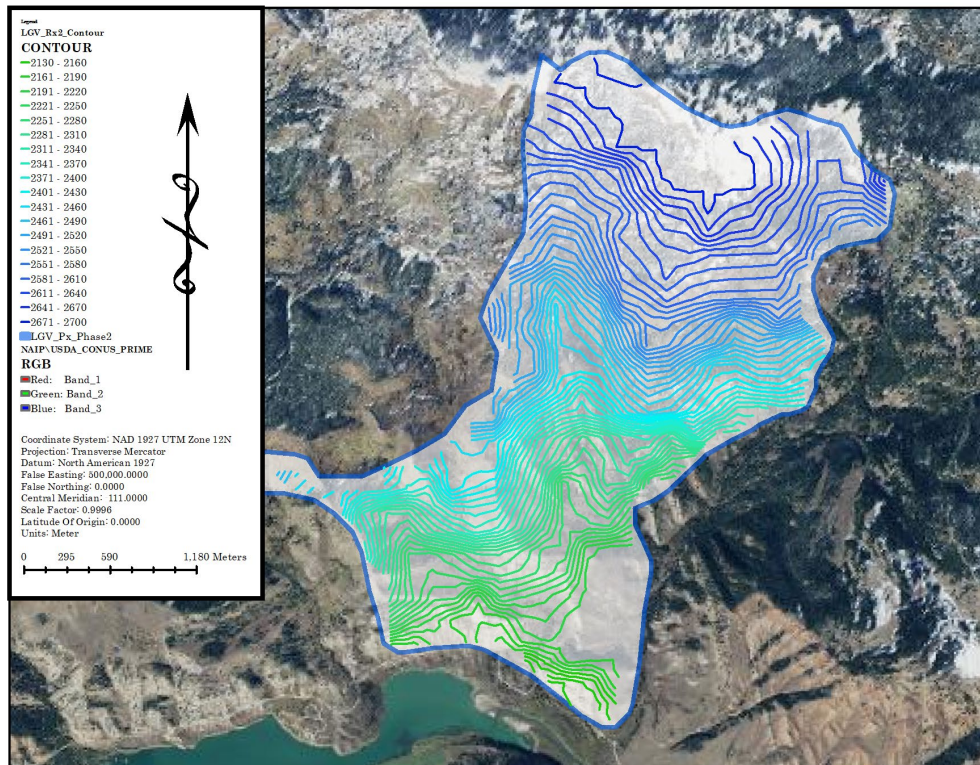 Legend
LGV_Rx2_Contour
CONTOUR
2130 - 2160
2161 - 2190
2191 - 2220
2221 - 2250
2251 - 2280
2281 - 2310
2311 - 2340
2341 - 2370
2371 - 2400
2401 - 2430
2431 - 2460
2461 - 2490
2491 - 2520
2521 - 2550
2551 - 2580
2581 - 2610
2611 - 2640
2641 - 2670
2671 - 2700
LGV_Px_Phase2
NAIP\USDA_CONUS_PRIME
RGB
Red: Band_1
Green: Band_2
Blue: Band_3
Coordinate System: NAD 1927 UTM Zone 12N
Projection: Transverse Mercator
Datum: North American 1927
False Easting: 500,000.0000
False Northing: 0.0000
Central Meridian: 111.0000
Scale Factor: 0.9996
Latitude Of Origin: 0.0000
Units: Meter
0 295 590 1,180 Meters